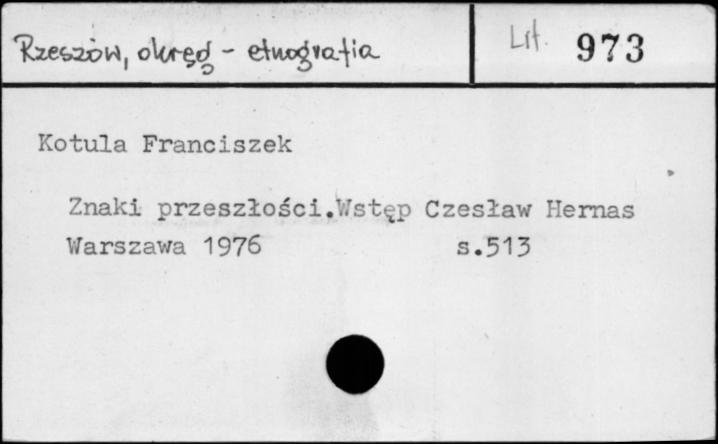 Rzeszów, okręg - etnografia
Lit. 973
Kotula Franciszek
Znaki przeszłości.Wstęp Czesław Hernas
Warszawa 1976 s.513